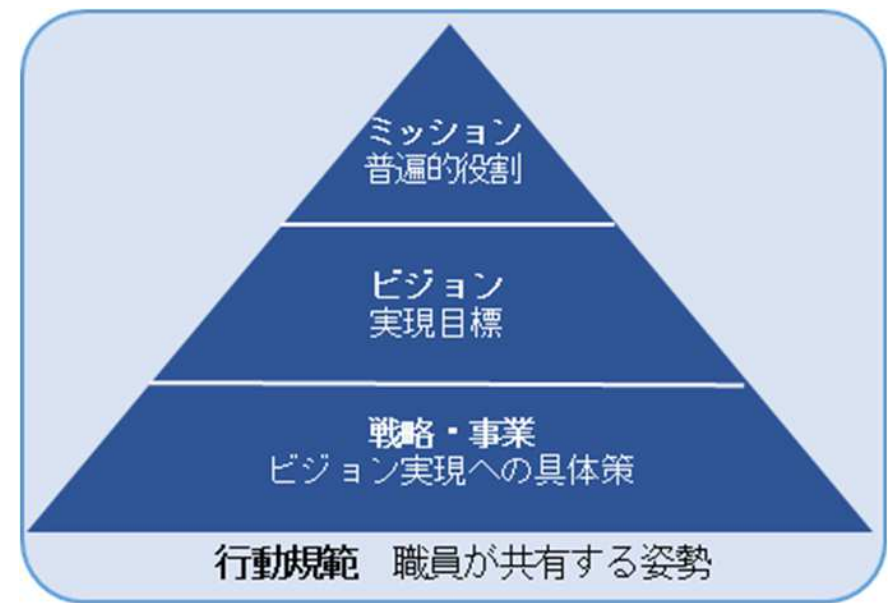 ミッション
普遍的役割
ビジョン
実現目標
戦略・事業
ビジョン実現への具体策
行動規範　職員が共有する姿勢